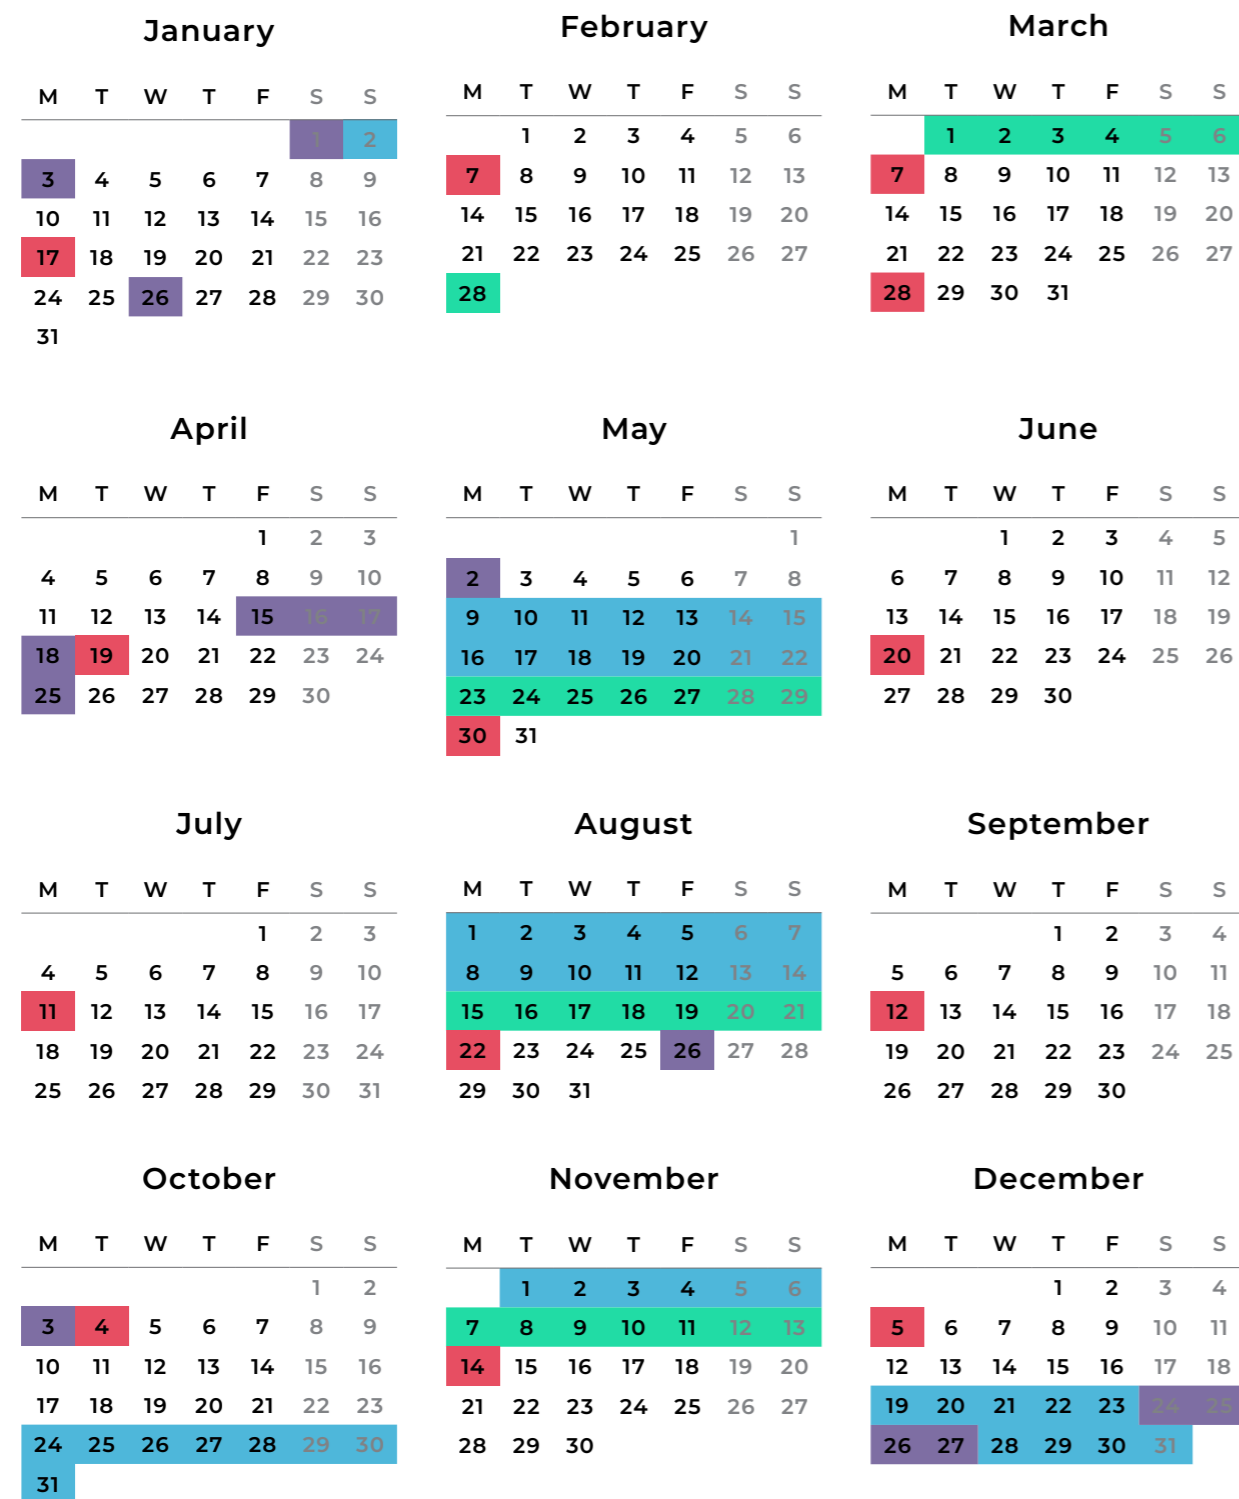 January
M T W T F S S
1 2
3 4 5 6 7 8 9
10 11 12 13 14 15 16
17 18 19 20 21 22 23
24 25 26 27 28 29 30
31
February
M T W T F S S
1 2 3 4 5 6
7 8 9 10 11 12 13
14 15 16 17 18 19 20
21 22 23 24 25 26 27
28
March
M T W T F S S
1 2 3 4 5 6
7 8 9 10 11 12 13
14 15 16 17 18 19 20
21 22 23 24 25 26 27
28 29 30 31
April
M T W T F S S
1 2 3
4 5 6 7 8 9 10
11 12 13 14 15 16 17
18 19 20 21 22 23 24
25 26 27 28 29 30
May
M T W T F S S
1
2 3 4 5 6 7 8
9 10 11 12 13 14 15
16 17 18 19 20 21 22
23 24 25 26 27 28 29
30 31
June
M T W T F S S
1 2 3 4 5
6 7 8 9 10 11 12
13 14 15 16 17 18 19
20 21 22 23 24 25 26
27 28 29 30
July
M T W T F S S
1 2 3
4 5 6 7 8 9 10
11 12 13 14 15 16 17
18 19 20 21 22 23 24
25 26 27 28 29 30 31
August
M T W T F S S
1 2 3 4 5 6 7
8 9 10 11 12 13 14
15 16 17 18 19 20 21
22 23 24 25 26 27 28
29 30 31
September
M T W T F S S
1 2 3 4
5 6 7 8 9 10 11
12 13 14 15 16 17 18
19 20 21 22 23 24 25
26 27 28 29 30
October
M T W T F S S
1 2
3 4 5 6 7 8 9
10 11 12 13 14 15 16
17 18 19 20 21 22 23
24 25 26 27 28 29 30
31
November
M T W T F S S
1 2 3 4 5 6
7 8 9 10 11 12 13
14 15 16 17 18 19 20
21 22 23 24 25 26 27
28 29 30
December
M T W T F S S
1 2 3 4
5 6 7 8 9 10 11
12 13 14 15 16 17 18
19 20 21 22 23 24 25
26 27 28 29 30 31